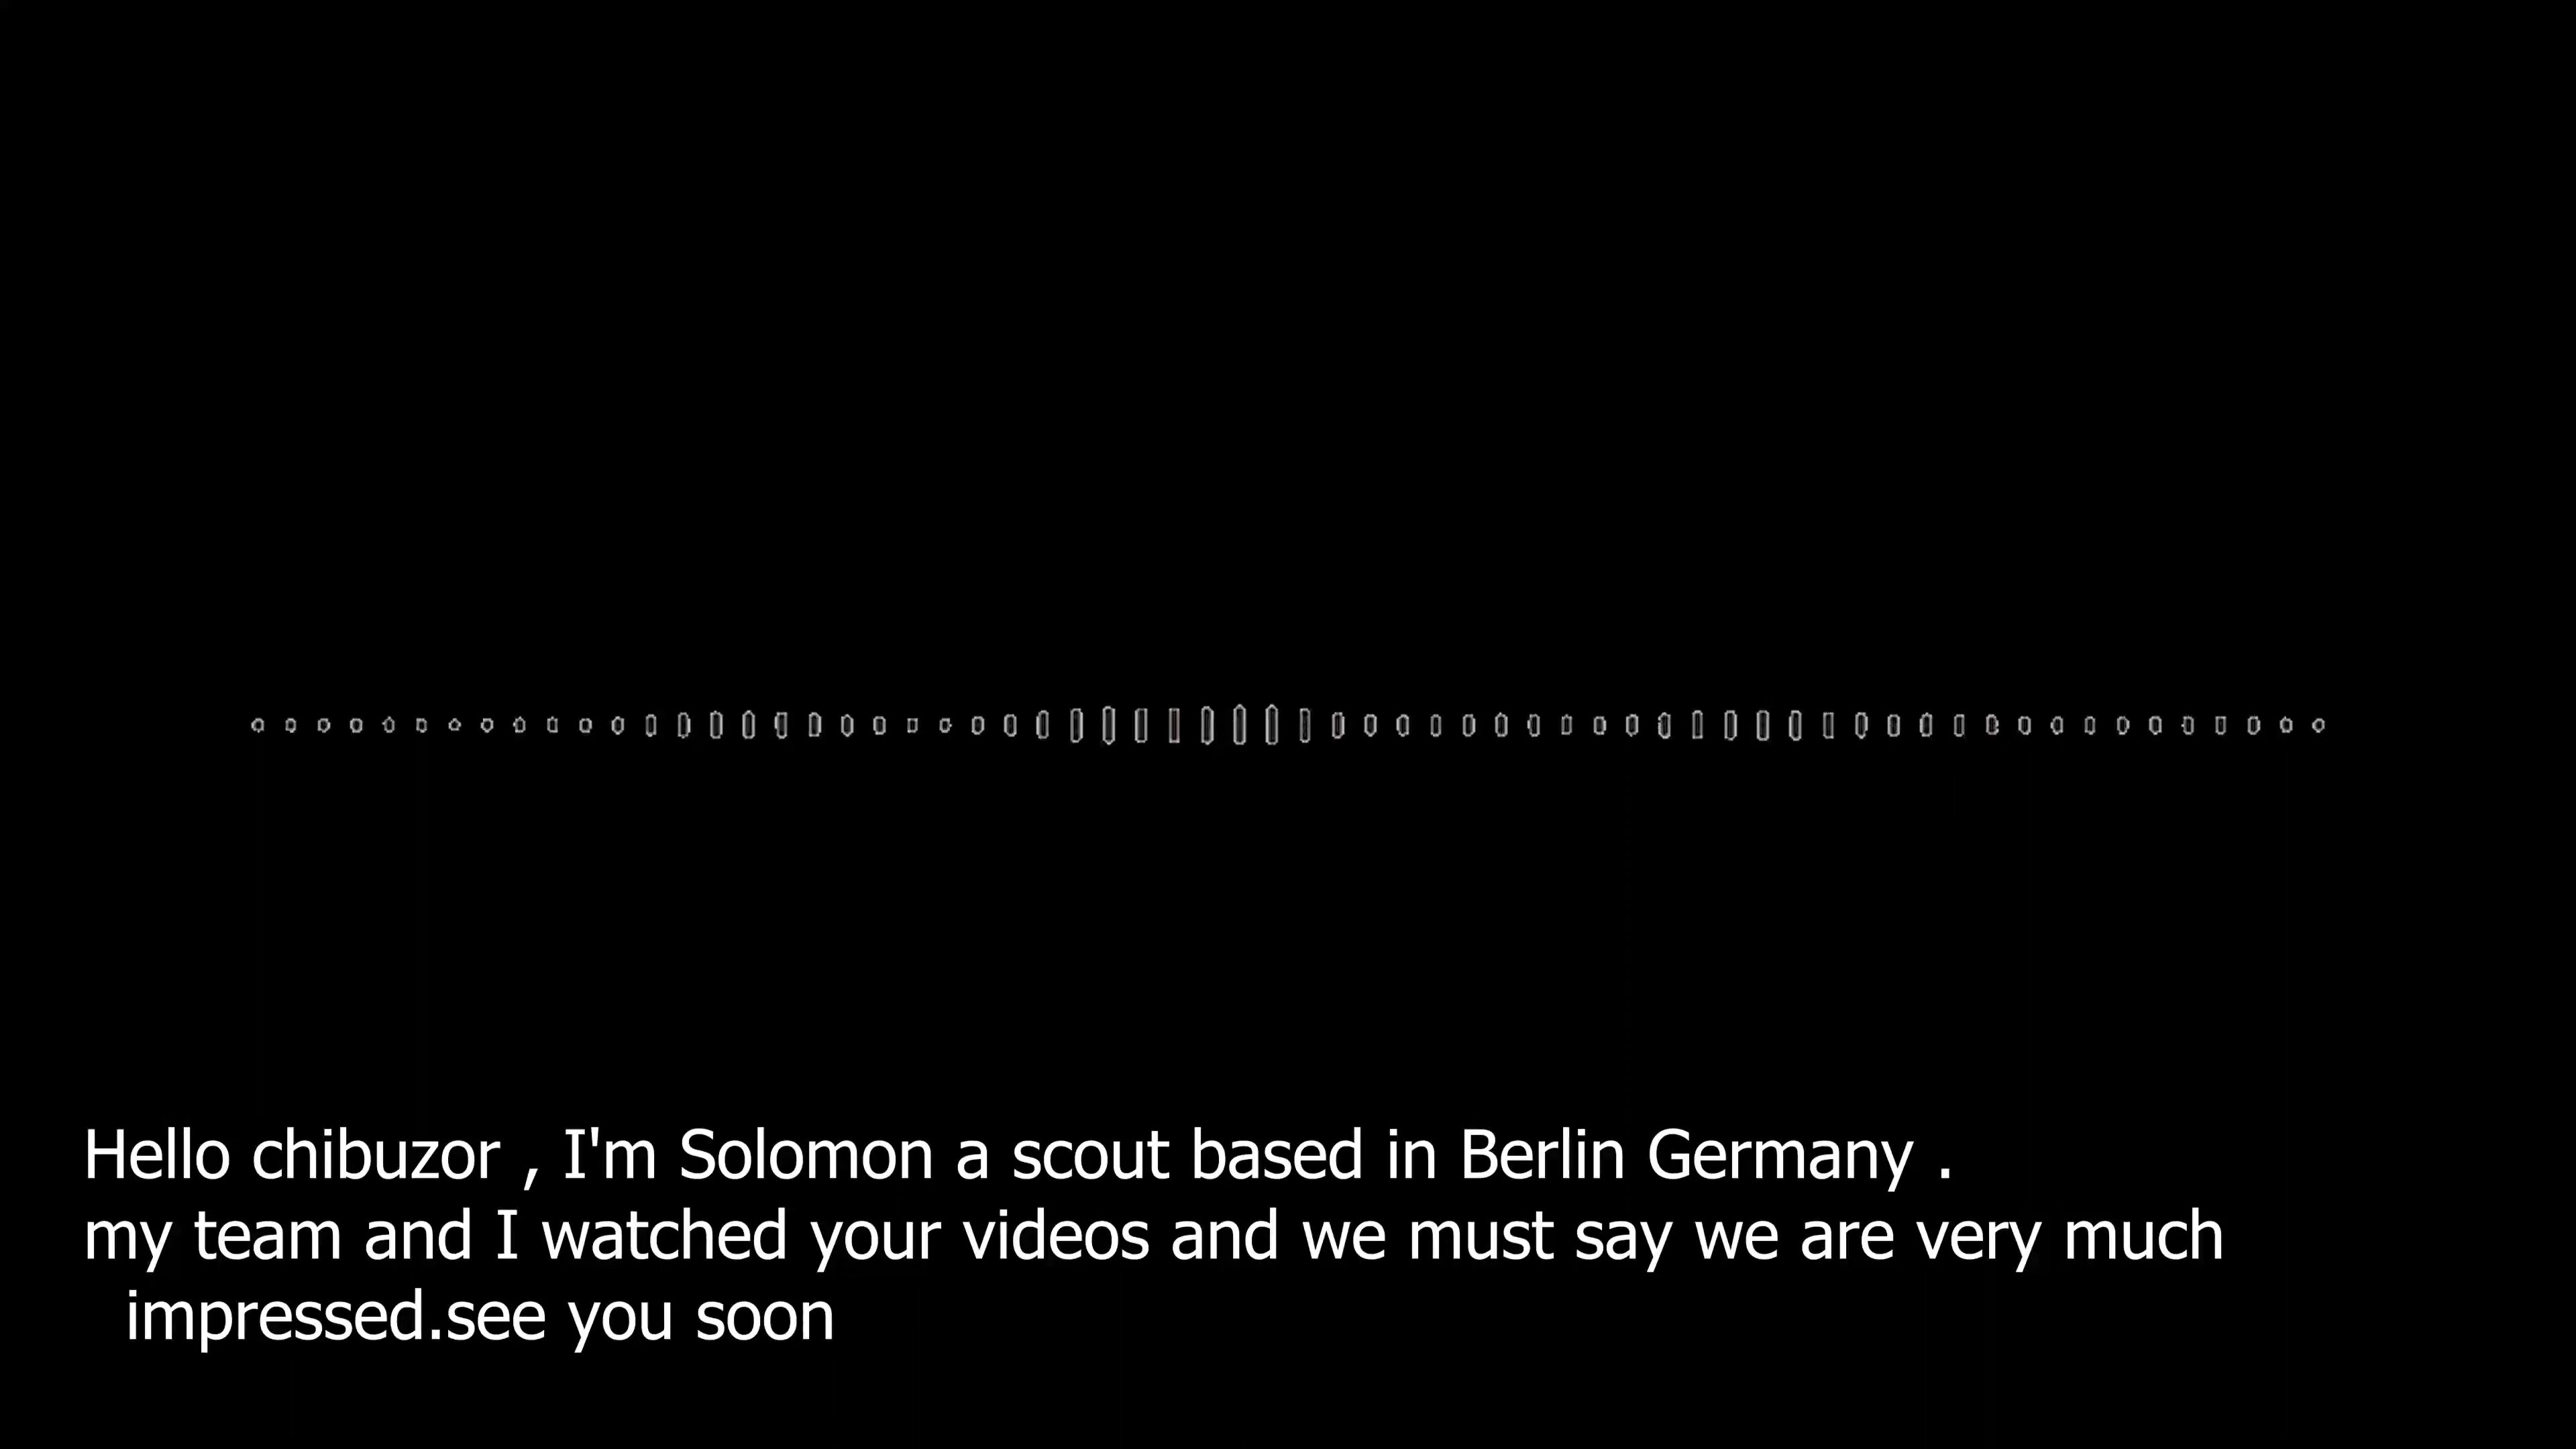 Hello chibuzor , I'm Solomon a scout based in Berlin Germany .
my team and I watched your videos and we must say we are very much
impressed.see you soon